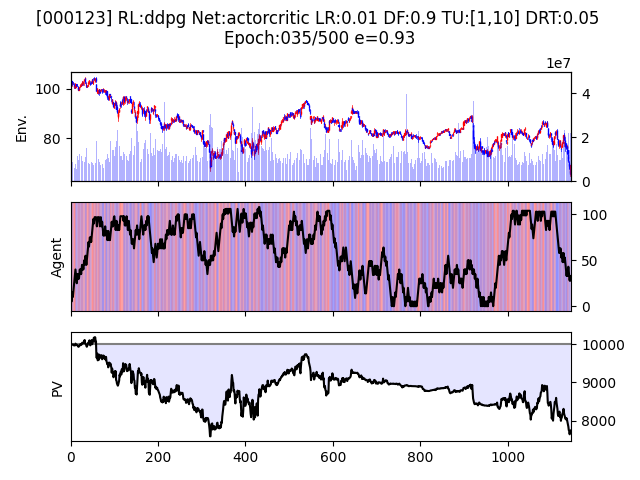 [000123] RL:ddpg Net:actorcritic LR:0.01 DF:0.9 TU:[1,10] DRT:0.05
Epoch:035/500 e=0.93
1e7
Env.
100
80
4
2
0
Agent
100
50
0
PV
10000
9000
8000
0
200
400
600
800
1000